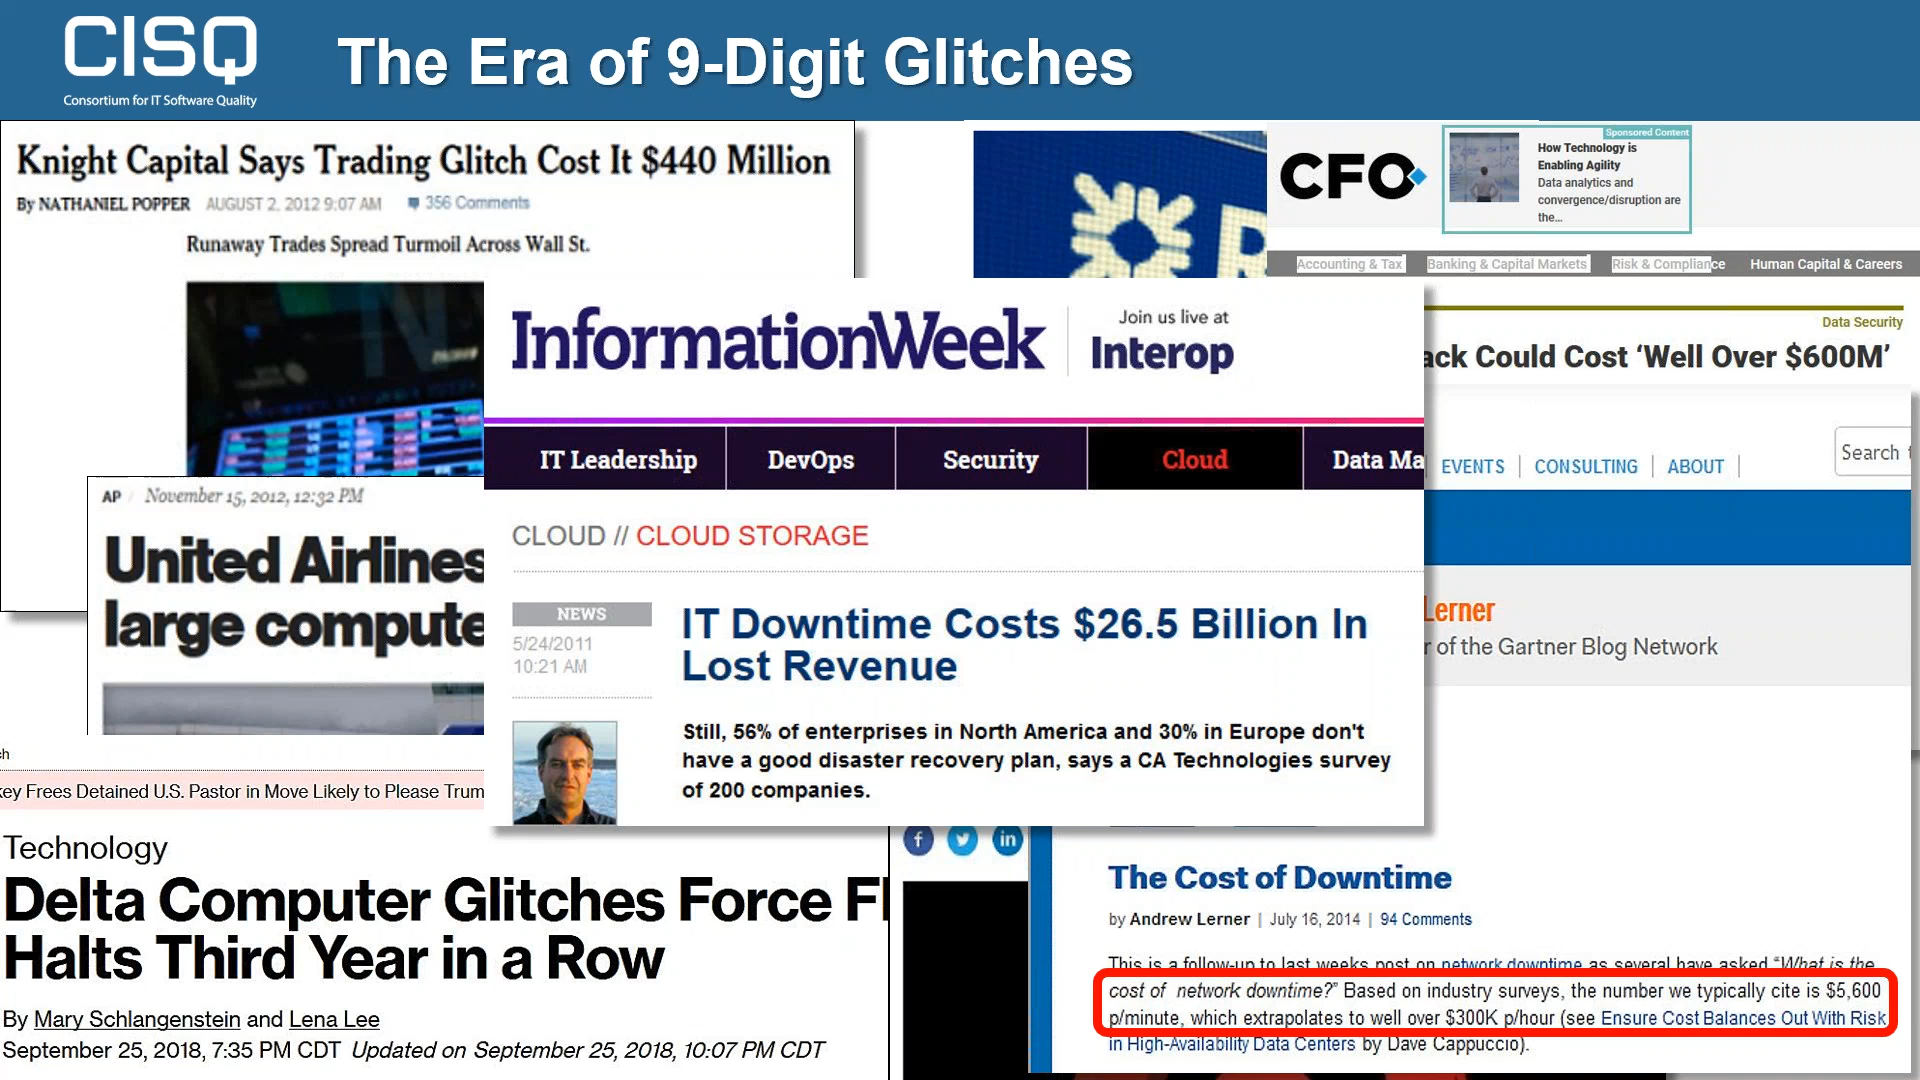 CISQ
Consortium for IT Software Quality
The Era of 9-Digit Glitches
Knight Capital Says Trading Glitch Cost It $440 Million
By NATHANIEL POPPER AUGUST 2, 2012 9:07 AM 356 Comments
Runaway Trades Spread Turmoil Across Wall St.
CFO
Sponsored Content
How Technology is
Enabling Agility
Data analytics and
convergence/disruption are
the...
Accounting & Tax Banking & Capital Markets Risk & Compliance Human Capital & Careers
Data Security
ack Could Cost ‘Well Over $600M’
InformationWeek
Join us live at
Interop
IT Leadership DevOps Security Cloud Data Ma
CLOUD // CLOUD STORAGE
NEWS
5/24/2011
10:21 AM
IT Downtime Costs $26.5 Billion In
Lost Revenue
Still, 56% of enterprises in North America and 30% in Europe don't
have a good disaster recovery plan, says a CA Technologies survey
of 200 companies.
EVENTS | CONSULTING | ABOUT |
Search
Lerner
r of the Gartner Blog Network
AP / November 15, 2012, 12:32 PM
United Airlines
large compute
ch
key Frees Detained U.S. Pastor in Move Likely to Please Trum
Technology
Delta Computer Glitches Force Fl
Halts Third Year in a Row
By Mary Schlangenstein and Lena Lee
September 25, 2018, 7:35 PM CDT Updated on September 25, 2018, 10:07 PM CDT
The Cost of Downtime
by Andrew Lerner | July 16, 2014 | 94 Comments
This is a follow-up to last weeks post on network downtime as several have asked “What is the
cost of network downtime?” Based on industry surveys, the number we typically cite is $5,600
p/minute, which extrapolates to well over $300K p/hour (see Ensure Cost Balances Out With Risk
in High-Availability Data Centers by Dave Cappuccio).